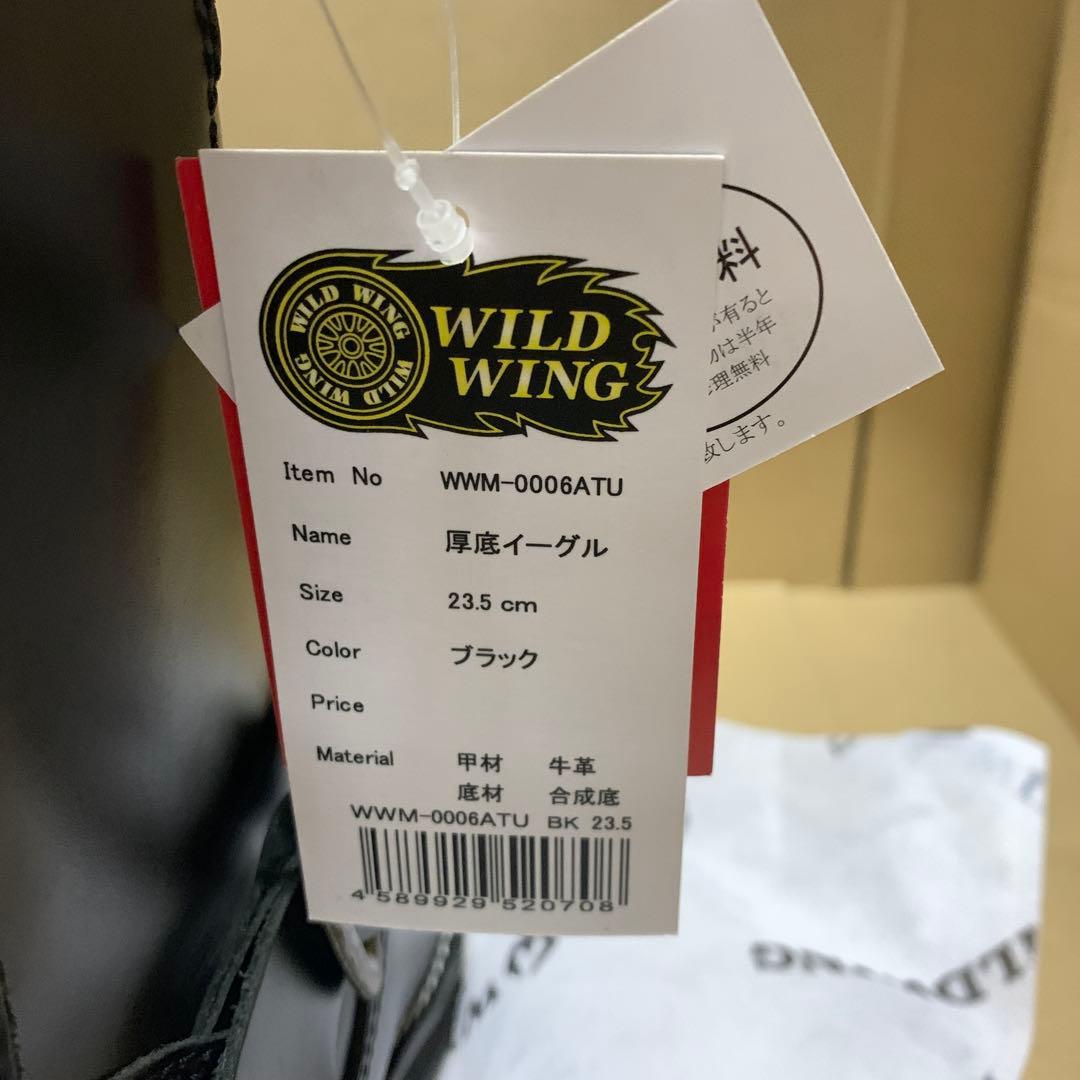 WILD WING WILD WING
WILD
WING
Item No WWM-0006ATU
Name 厚底イーグル
Size 23.5 cm
Color ブラック
Price
Material 甲材 牛革
底材 合成底
WWM-0006ATU BK 23.5
4 589929 520708
料
が有ると
は半年
理無料
致します。